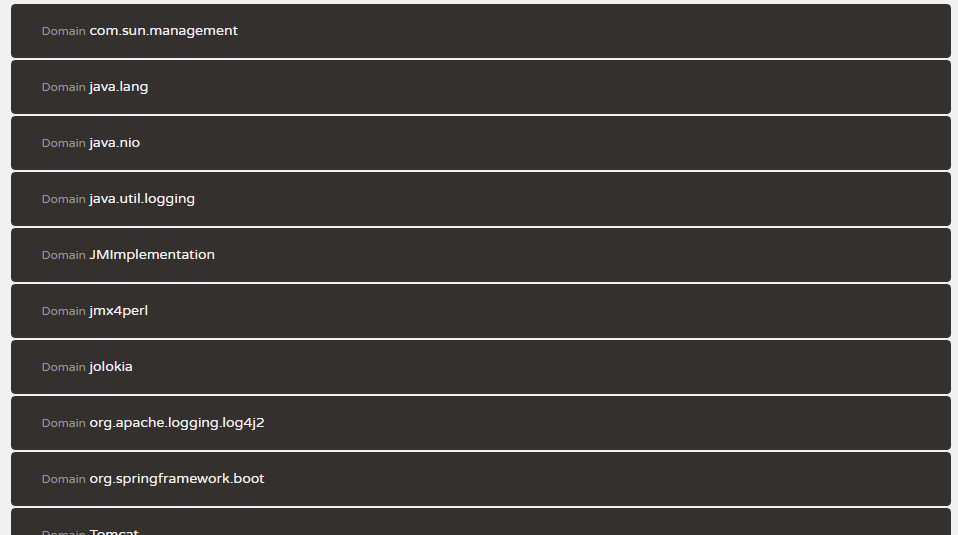 Domain com.sun.management
Domain java.lang
Domain java.nio
Domain java.util.logging
Domain JMImplementation
Domain jmx4perl
Domain jolokia
Domain org.apache.logging.log4j2
Domain org.springframework.boot
Domain Tomcat